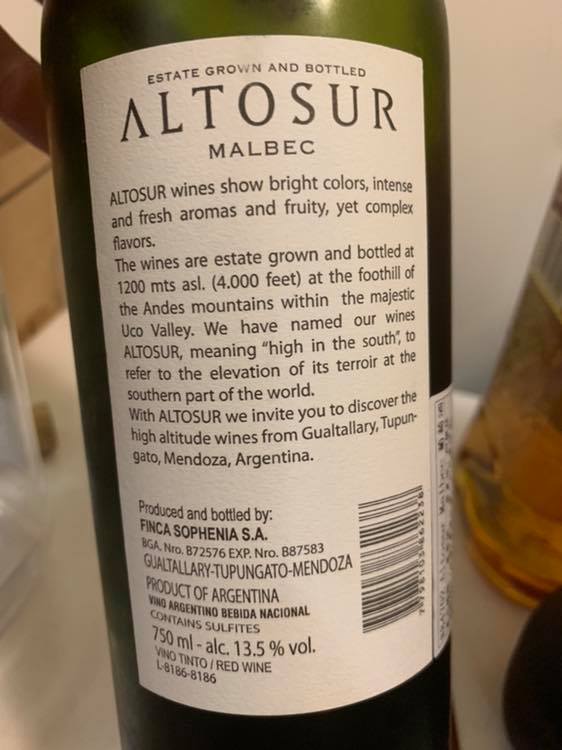 ESTATE GROWN AND BOTTLED
ALTOSUR
MALBEC
ALTOSUR wines show bright colors, intense
and fresh aromas and fruity, yet complex
flavors.
The wines are estate grown and bottled at
1200 mts asl. (4.000 feet) at the foothill of
the Andes mountains within the majestic
Uco Valley. We have named our wines
ALTOSUR, meaning “high in the south”, to
refer to the elevation of its terroir at the
southern part of the world.
With ALTOSUR we invite you to discover the
high altitude wines from Gualtallary, Tupun-
gato, Mendoza, Argentina.
Produced and bottled by:
FINCA SOPHENIA S.A.
BGA. Nro. B72576 EXP. Nro. B87583
GUALTALLARY-TUPUNGATO-MENDOZA
PRODUCT OF ARGENTINA
VINO ARGENTINO BEBIDA NACIONAL
CONTAINS SULFITES
750 ml - alc. 13.5 % vol.
VINO TINTO / RED WINE
L-8186-8186